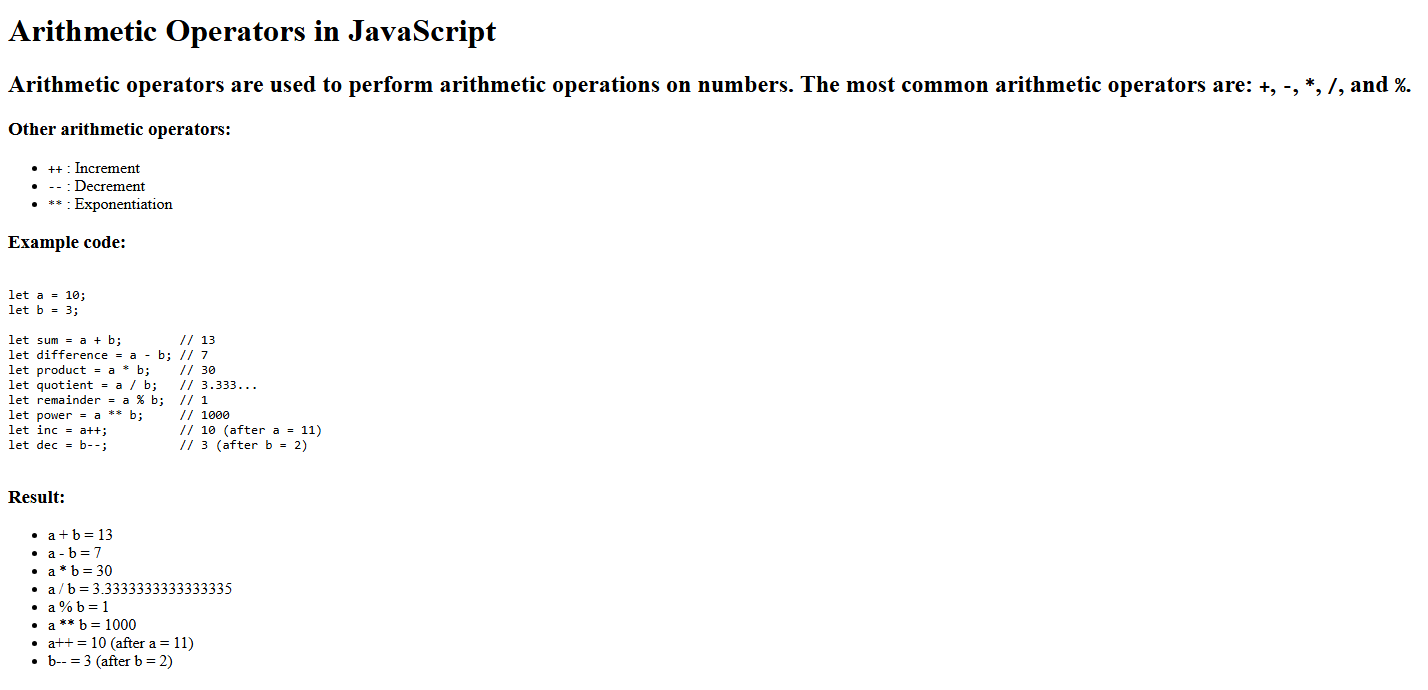 Arithmetic Operators in JavaScript
Arithmetic operators are used to perform arithmetic operations on numbers. The most common arithmetic operators are: +, -, *, /, and %.
Other arithmetic operators:
• ++ : Increment
• -- : Decrement
• ** : Exponentiation
Example code:
let a = 10;
let b = 3;
let sum = a + b;        // 13
let difference = a - b; // 7
let product = a * b;    // 30
let quotient = a / b;   // 3.333...
let remainder = a % b;  // 1
let power = a ** b;     // 1000
let inc = a++;          // 10 (after a = 11)
let dec = b--;          // 3 (after b = 2)
Result:
• a + b = 13
• a - b = 7
• a * b = 30
• a / b = 3.3333333333333335
• a % b = 1
• a ** b = 1000
• a++ = 10 (after a = 11)
• b-- = 3 (after b = 2)